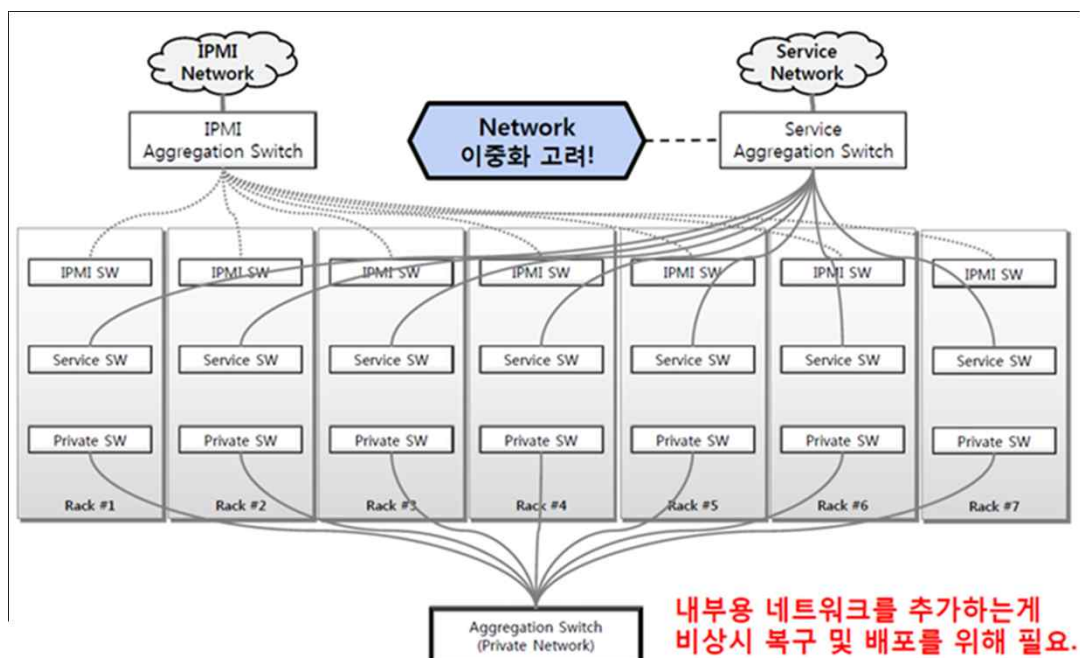 IPMI
Network
Service
Network
IPMI
Aggregation Switch
Network
이중화 고려!
Service
Aggregation Switch
IPMI SW
IPMI SW
IPMI SW
IPMI SW
IPMI SW
IPMI SW
IPMI SW
Service SW
Service SW
Service SW
Service SW
Service SW
Service SW
Service SW
Private SW
Private SW
Private SW
Private SW
Private SW
Private SW
Private SW
Rack #1
Rack #2
Rack #3
Rack #4
Rack #5
Rack #6
Rack #7
Aggregation Switch
(Private Network)
내부용 네트워크를 추가하는게
비상시 복구 및 배포를 위해 필요.